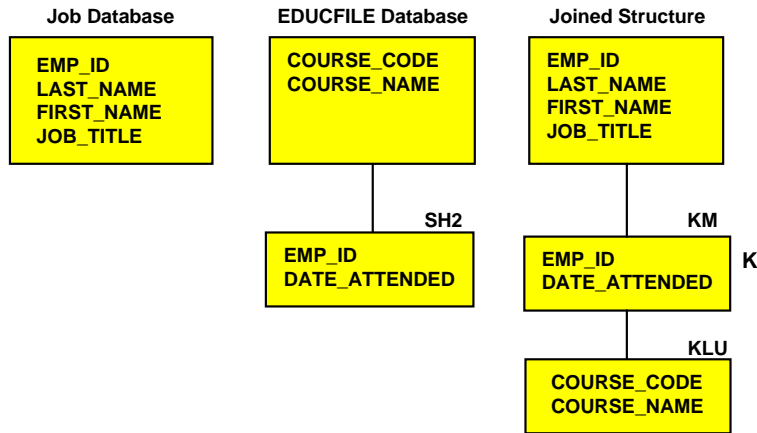 Job Database
EMP_ID
LAST_NAME
FIRST_NAME
JOB_TITLE
EDUCFILE Database
COURSE_CODE
COURSE_NAME
SH2
EMP_ID
DATE_ATTENDED
Joined Structure
EMP_ID
LAST_NAME
FIRST_NAME
JOB_TITLE
KM
EMP_ID
DATE_ATTENDED
K
KLU
COURSE_CODE
COURSE_NAME